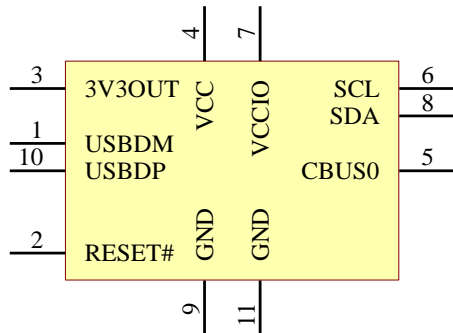 4 7
3 3V3OUT VCC VCCIO SCL 6
SDA 8
1 USBDM
10 USBDP CBUS0 5
2 RESET# GND GND
9 11